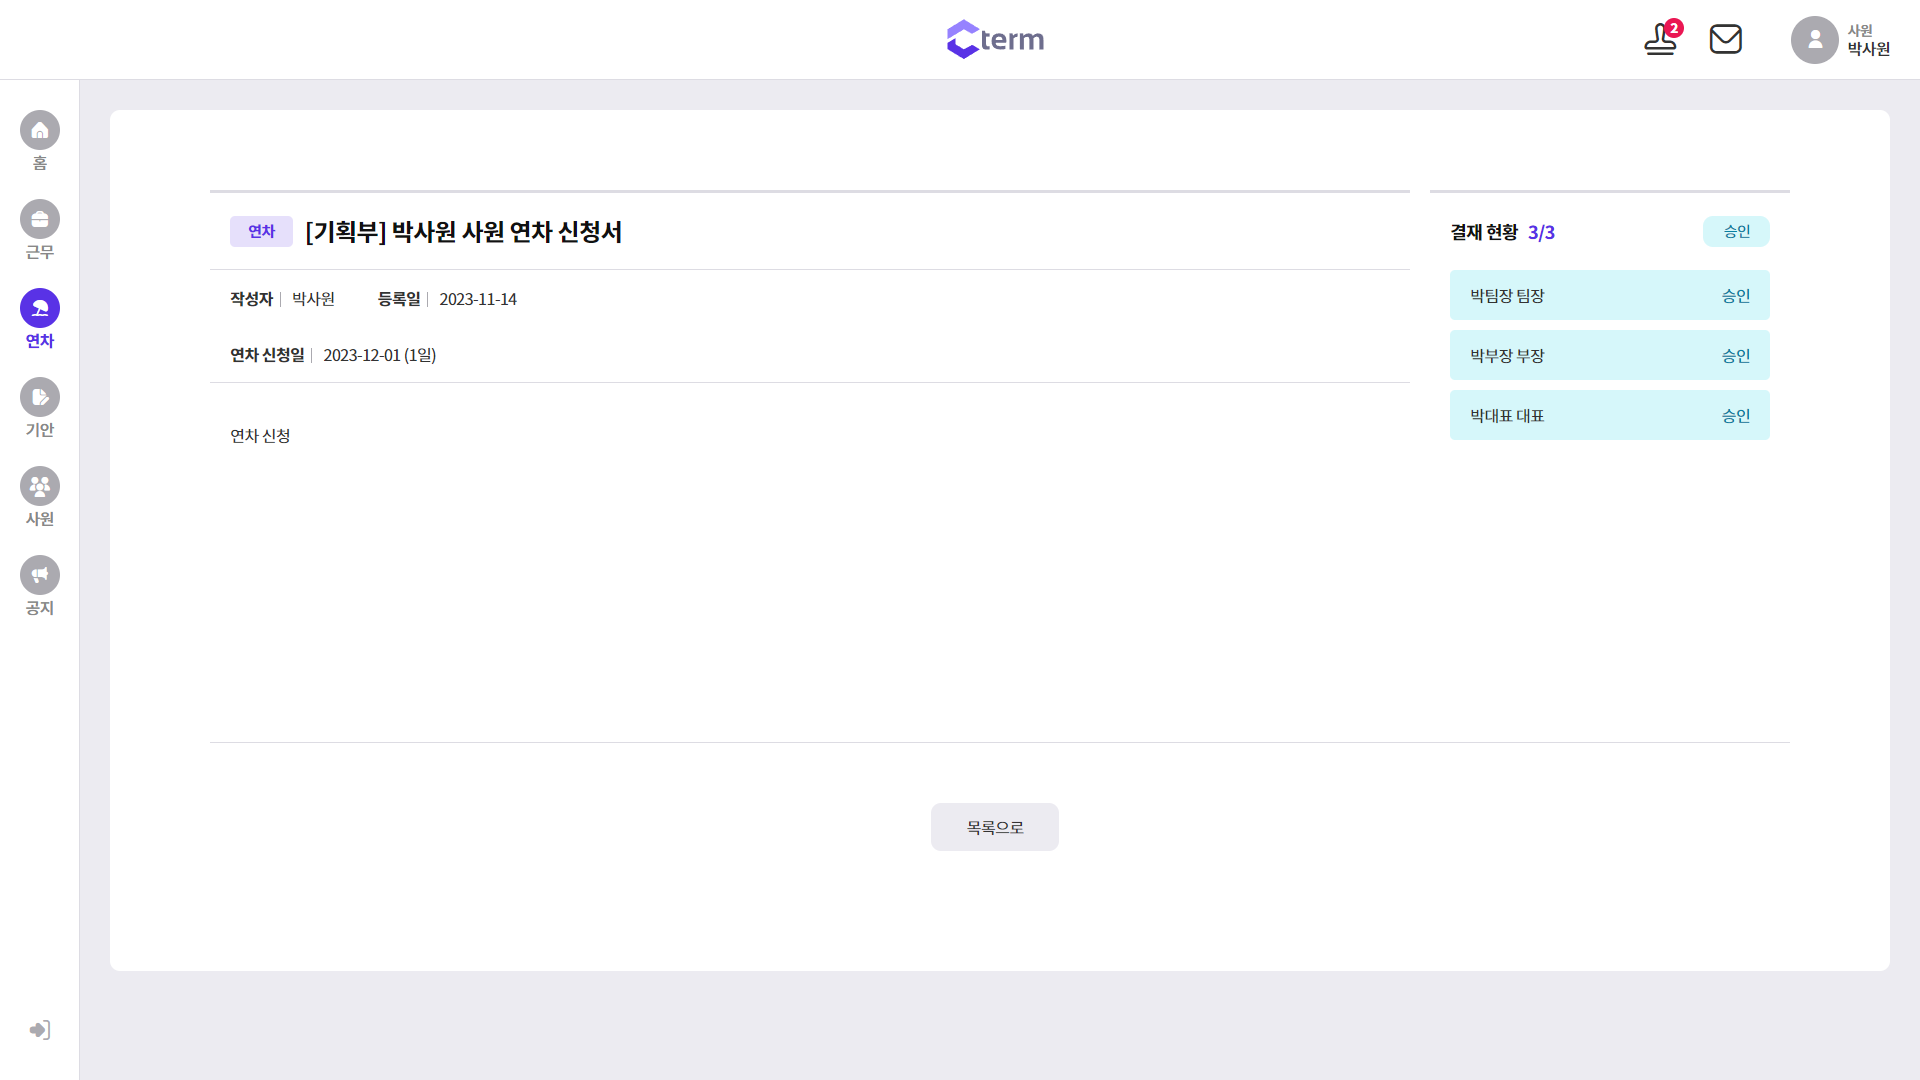 term
2
사원
박사원
홈
근무
연차
기안
사원
공지
연차 [기획부] 박사원 사원 연차 신청서
작성자 박사원 등록일 2023-11-14
연차 신청일 2023-12-01 (1일)
연차 신청
결재 현황 3/3 승인
박팀장 팀장 승인
박부장 부장 승인
박대표 대표 승인
목록으로